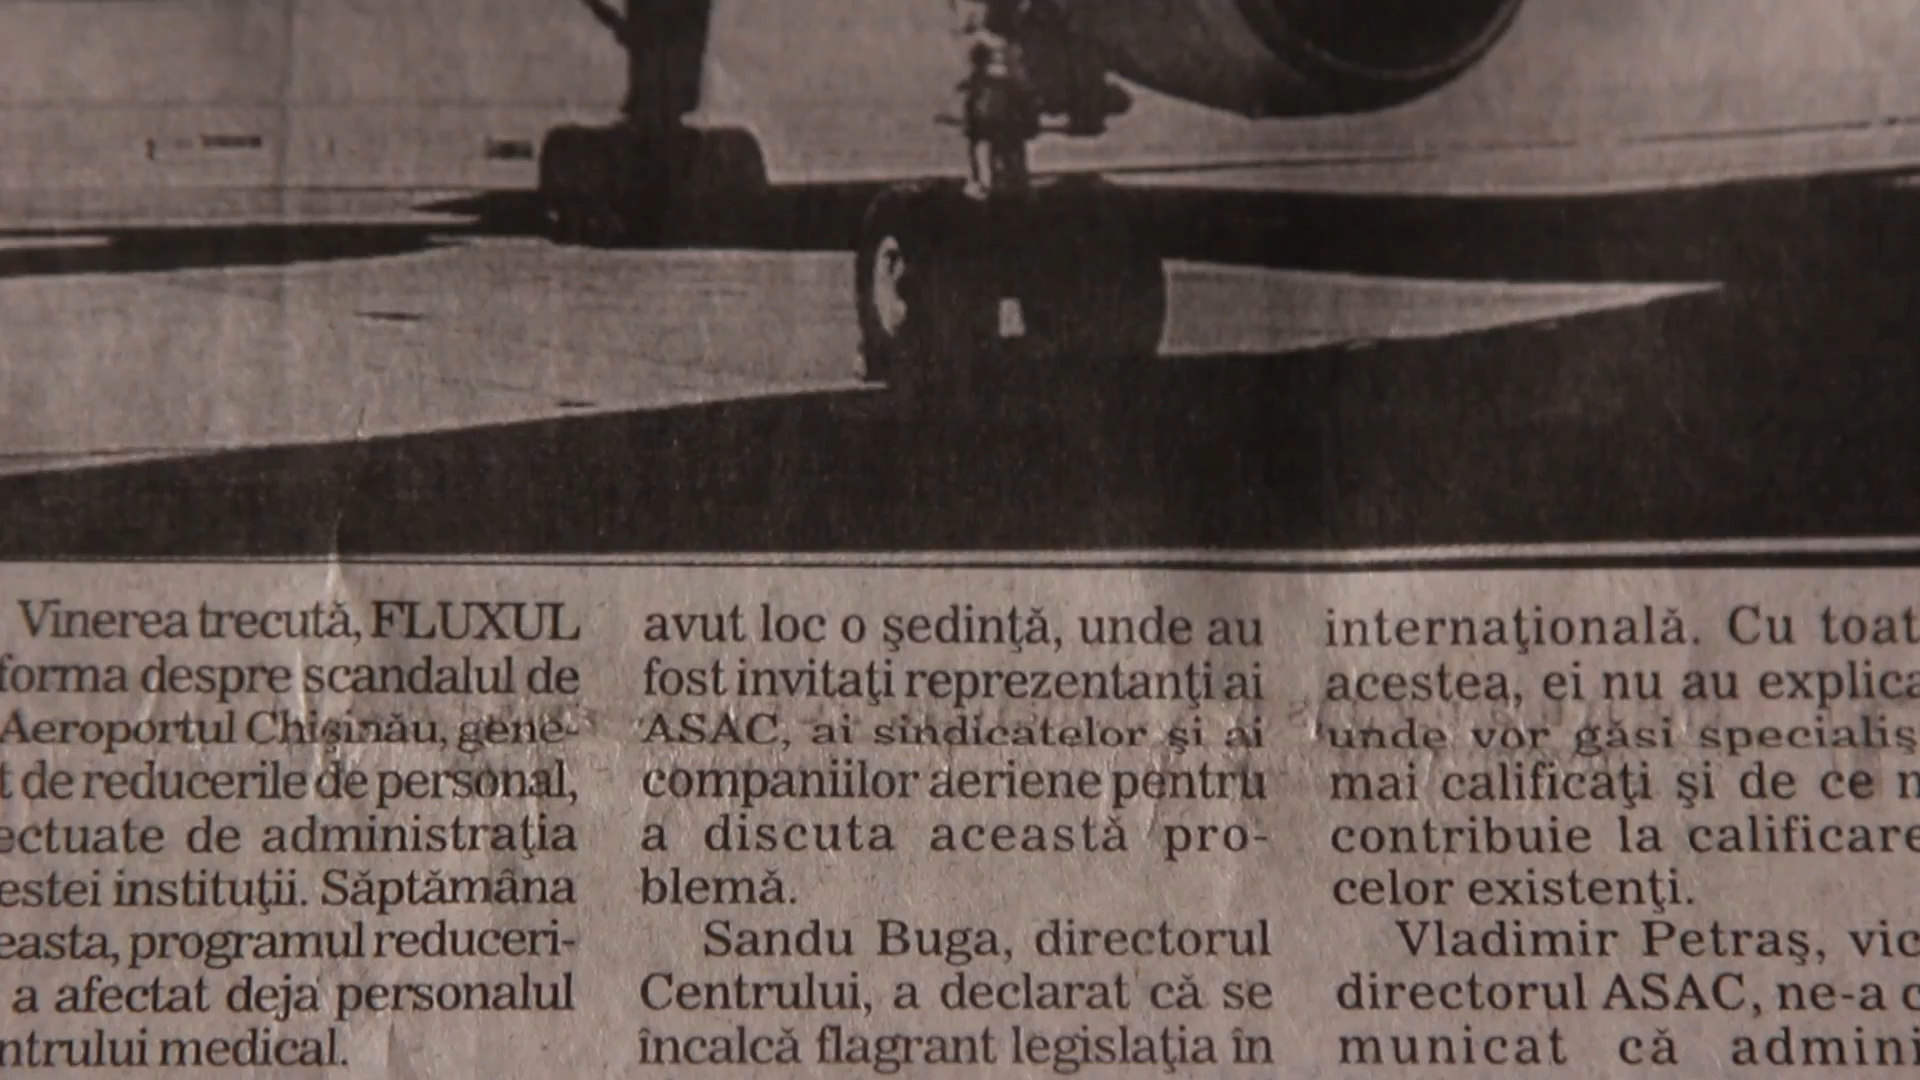 Vinerea trecută, FLUXUL
forma despre scandalul de
Aeroportul Chişinău, gene-
t de reducerile de personal,
ectuate de administraţia
estei instituţii. Săptămâna
easta, programul reduceri-
a afectat deja personalul
ntrului medical.
avut loc o şedinţă, unde au
fost invitaţi reprezentanţi ai
ASAC, ai sindicatelor şi ai
companiilor aeriene pentru
a discuta această pro-
blemă.
Sandu Buga, directorul
Centrului, a declarat că se
încalcă flagrant legislaţia în
internaţională. Cu toat
acestea, ei nu au explica
unde vor găsi specialiş
mai calificaţi şi de ce n
contribuie la calificare
celor existenţi.
Vladimir Petraş, vic
directorul ASAC, ne-a c
municat că admini